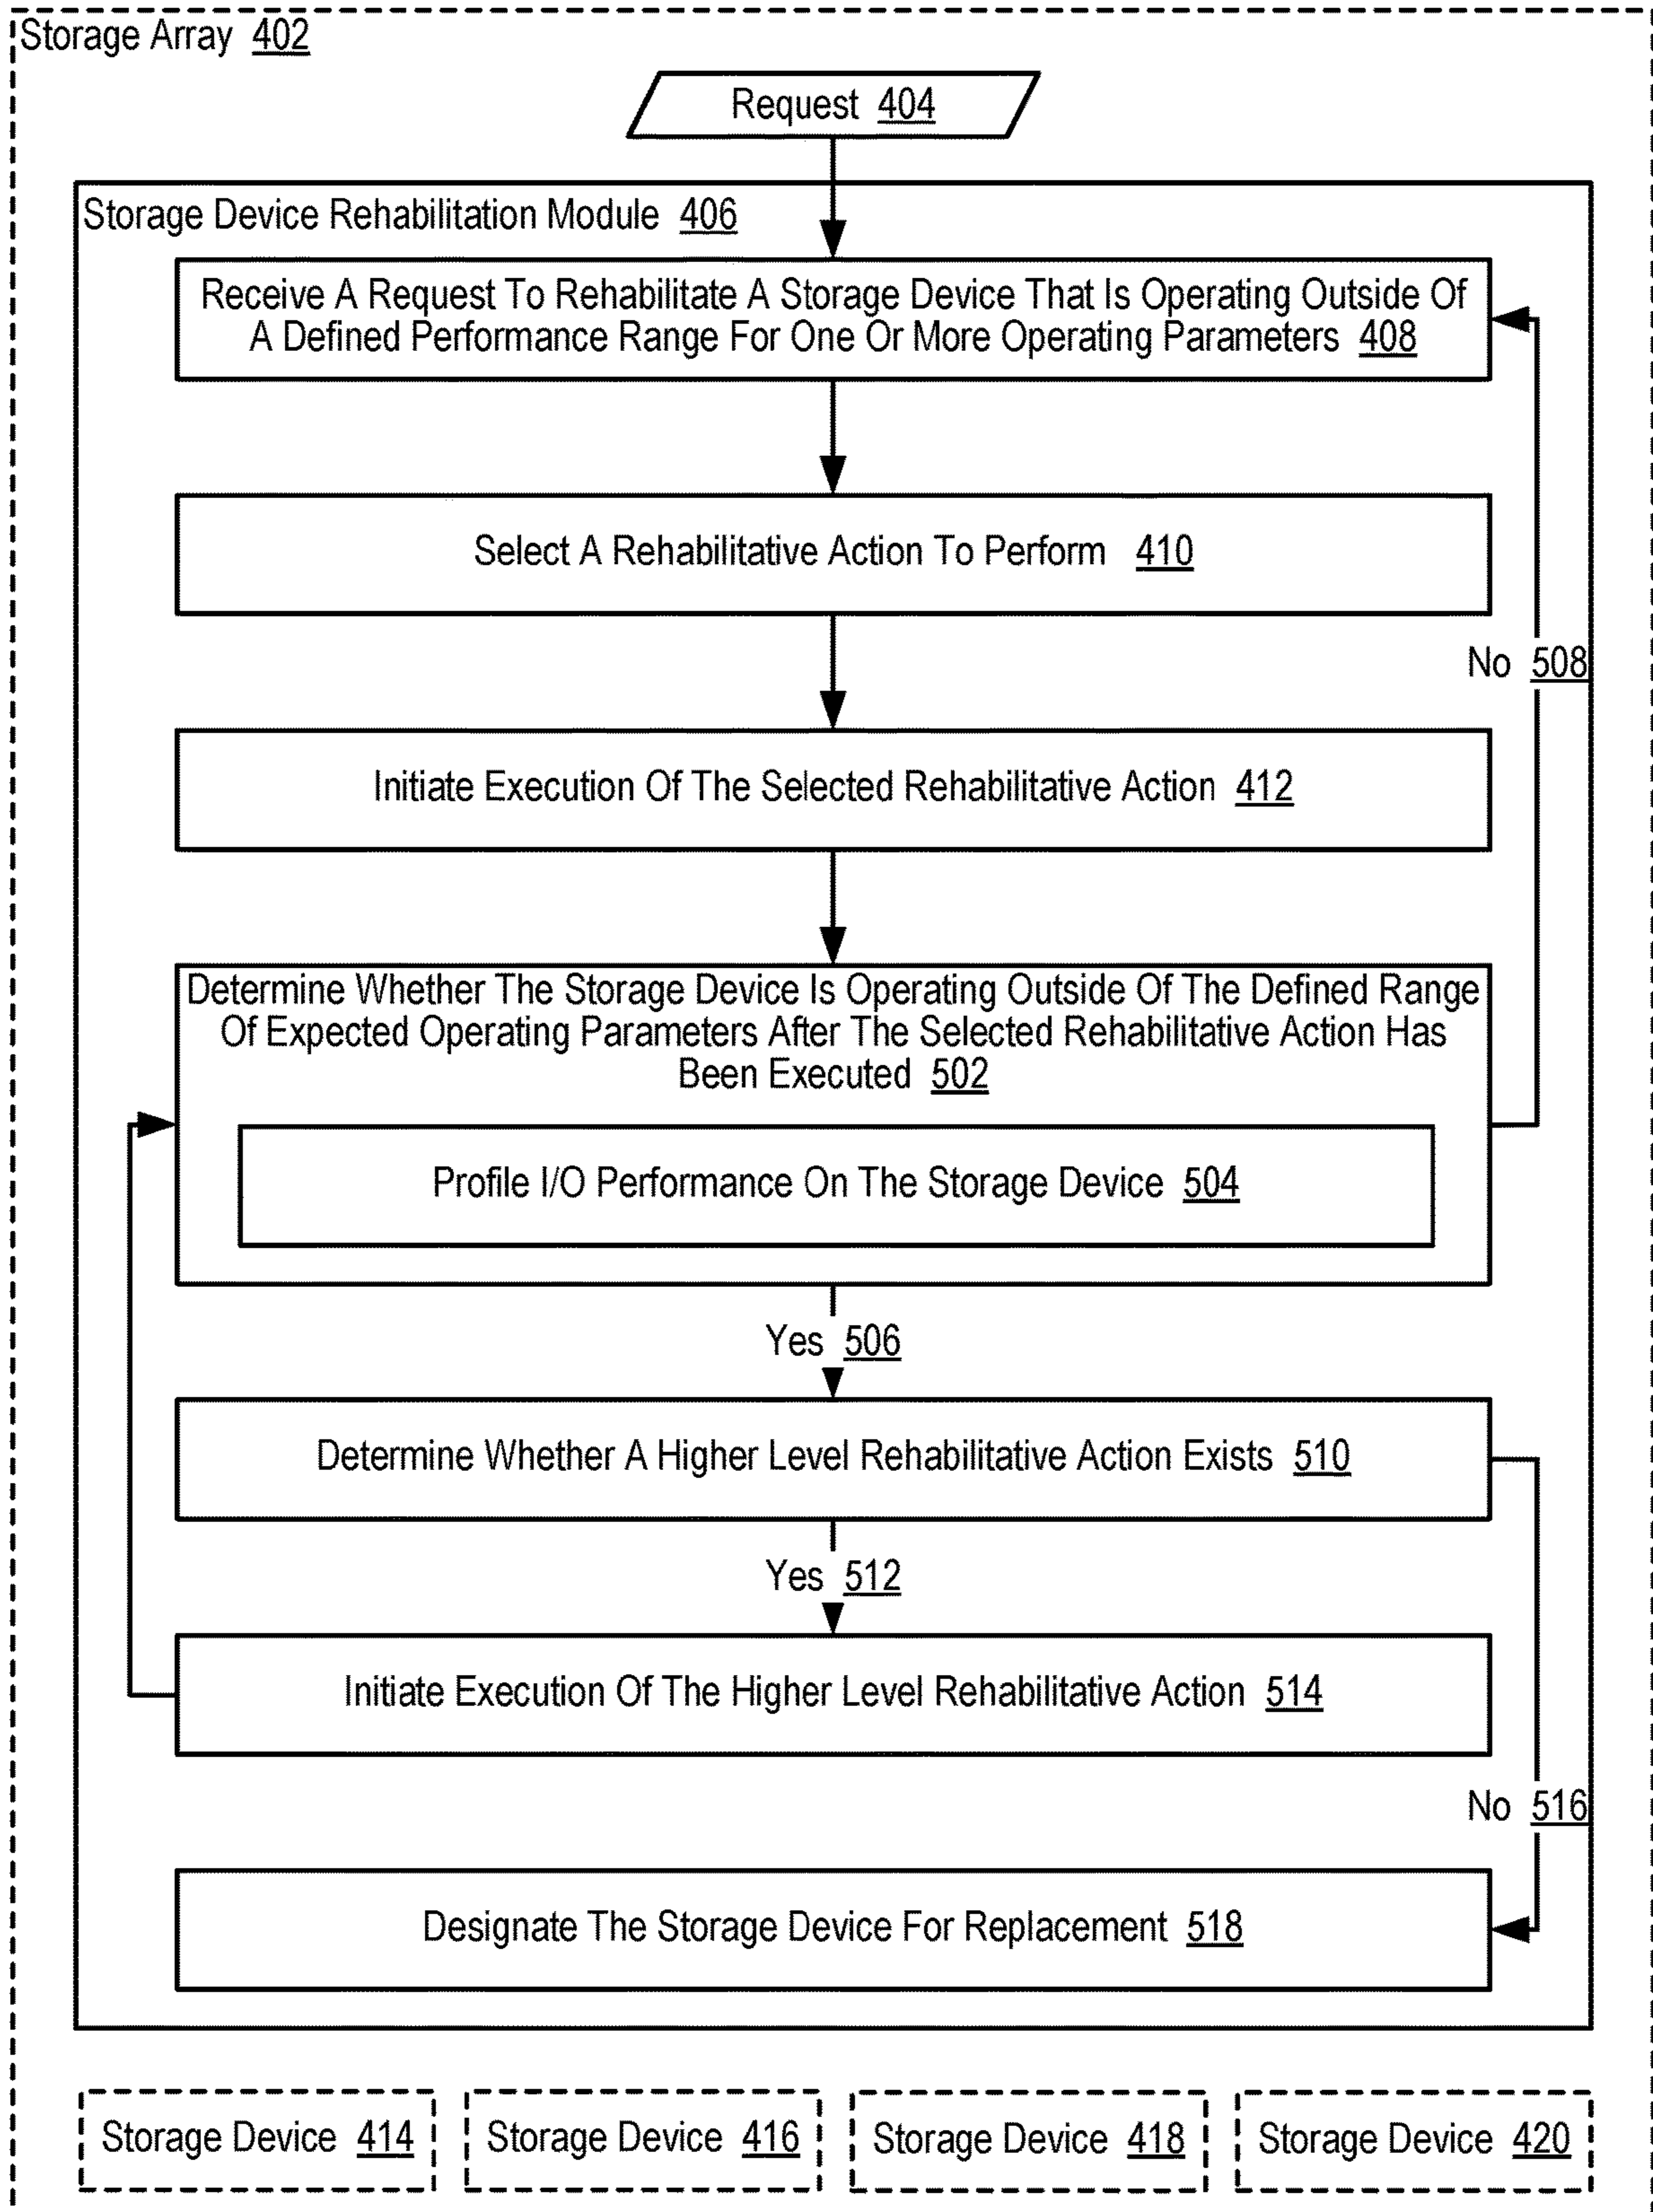 Storage Array 402
Request 404
Storage Device Rehabilitation Module 406
Receive A Request To Rehabilitate A Storage Device That Is Operating Outside Of
A Defined Performance Range For One Or More Operating Parameters 408
Select A Rehabilitative Action To Perform 410
No 508
Initiate Execution Of The Selected Rehabilitative Action 412
Determine Whether The Storage Device Is Operating Outside Of The Defined Range
Of Expected Operating Parameters After The Selected Rehabilitative Action Has
Been Executed 502
Profile I/O Performance On The Storage Device 504
Yes 506
Determine Whether A Higher Level Rehabilitative Action Exists 510
Yes 512
Initiate Execution Of The Higher Level Rehabilitative Action 514
No 516
Designate The Storage Device For Replacement 518
Storage Device 414
Storage Device 416
Storage Device 418
Storage Device 420